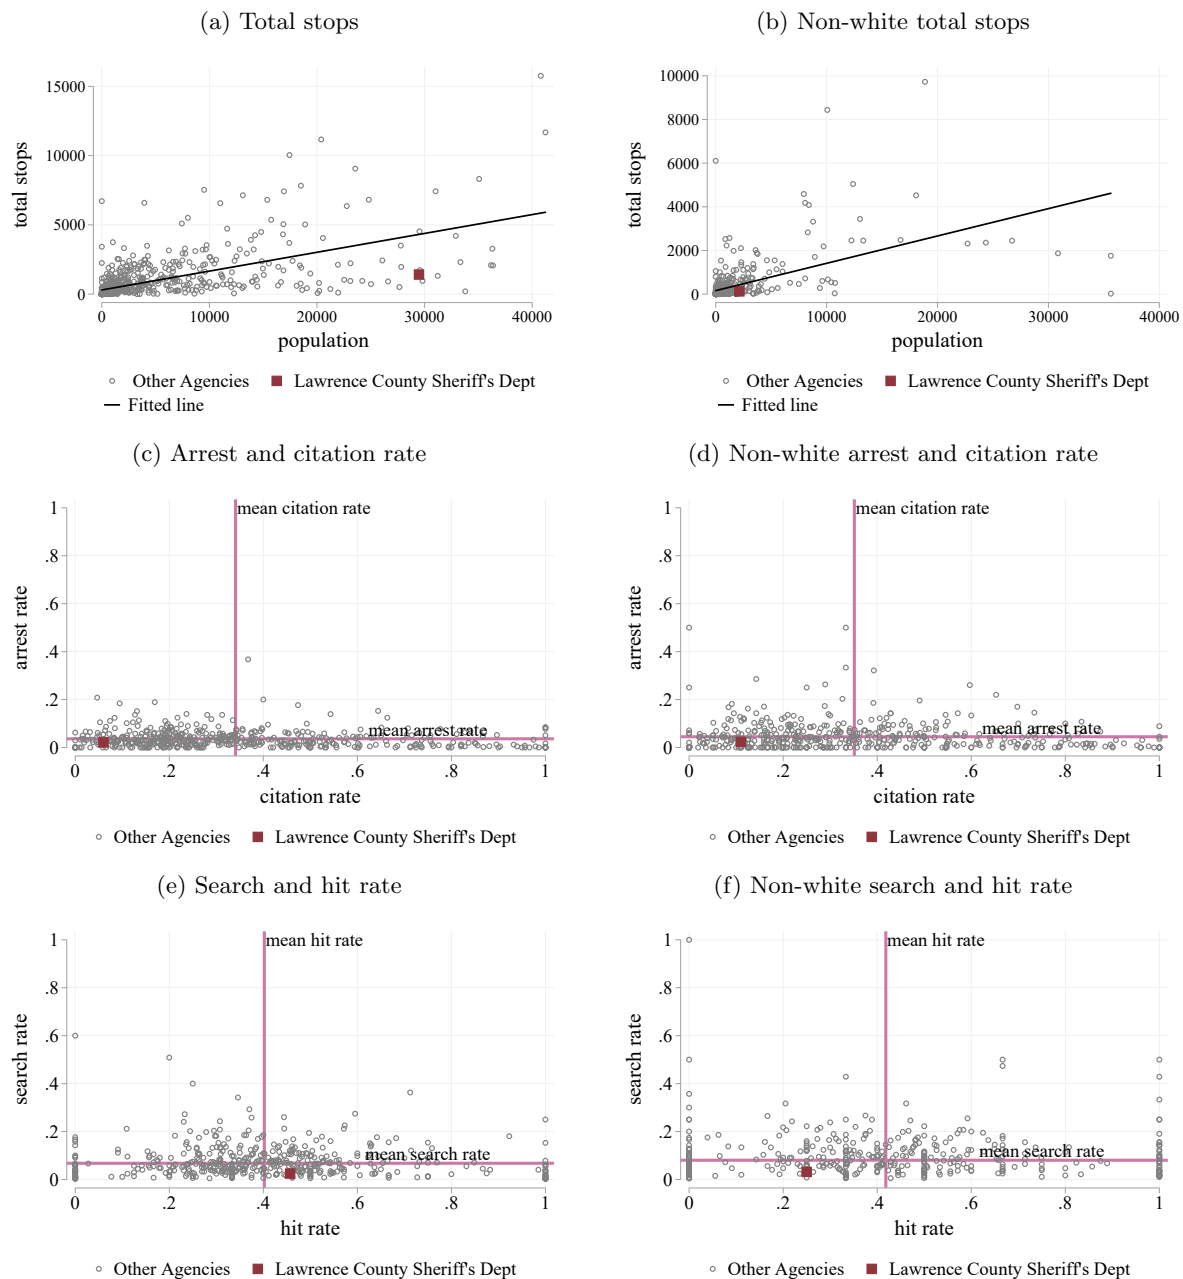 (a) Total stops
15000
10000
5000
0
total stops
0 10000 20000 30000 40000
population
Other Agencies Lawrence County Sheriff's Dept
Fitted line
(b) Non-white total stops
10000
8000
6000
4000
2000
0
total stops
0 10000 20000 30000 40000
population
Other Agencies Lawrence County Sheriff's Dept
Fitted line
(c) Arrest and citation rate
mean citation rate
1
.8
.6
.4
.2
0
arrest rate
mean arrest rate
0 .2 .4 .6 .8 1
citation rate
Other Agencies Lawrence County Sheriff's Dept
(d) Non-white arrest and citation rate
mean citation rate
1
.8
.6
.4
.2
0
arrest rate
mean arrest rate
0 .2 .4 .6 .8 1
citation rate
Other Agencies Lawrence County Sheriff's Dept
(e) Search and hit rate
mean hit rate
1
.8
.6
.4
.2
0
search rate
mean search rate
0 .2 .4 .6 .8 1
hit rate
Other Agencies Lawrence County Sheriff's Dept
(f) Non-white search and hit rate
mean hit rate
1
.8
.6
.4
.2
0
search rate
mean search rate
0 .2 .4 .6 .8 1
hit rate
Other Agencies Lawrence County Sheriff's Dept